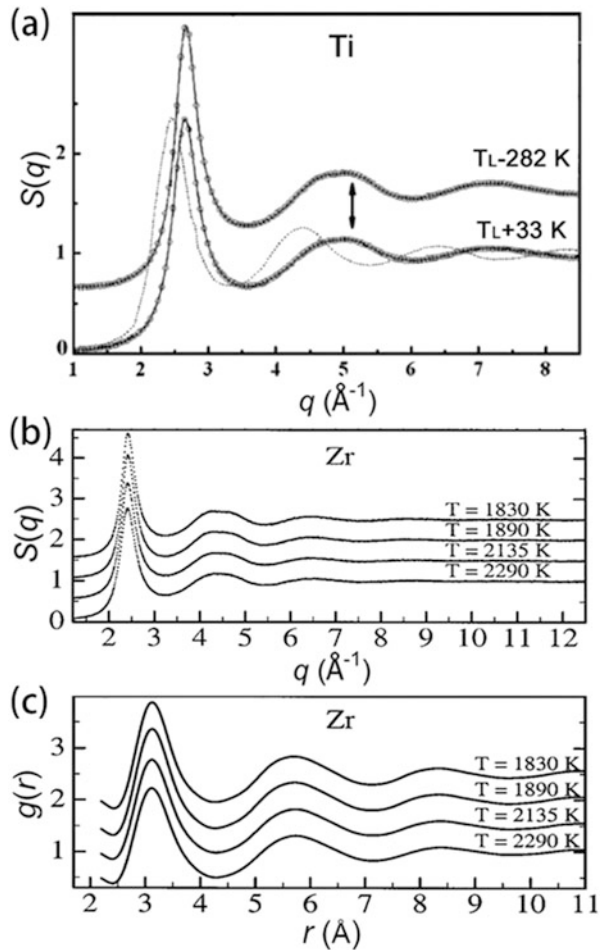 (a)
Ti
S(q)
2
1
0
TL-282 K
TL+33 K
1 2 3 4 5 6 7 8
q (Å-1)
(b)
Zr
S(q)
4
3
2
1
0
T = 1830 K
T = 1890 K
T = 2135 K
T = 2290 K
2 3 4 5 6 7 8 9 10 11 12
q (Å-1)
(c)
Zr
g(r)
3
2
1
T = 1830 K
T = 1890 K
T = 2135 K
T = 2290 K
2 3 4 5 6 7 8 9 10 11
r (Å)